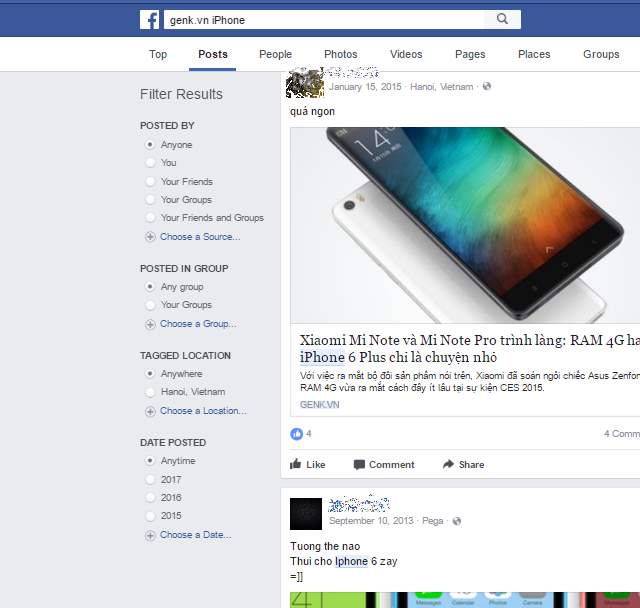 genk.vn iPhone
Top Posts People Photos Videos Pages Places Groups
Filter Results
POSTED BY
Anyone
You
Your Friends
Your Groups
Your Friends and Groups
Choose a Source...
POSTED IN GROUP
Any group
Your Groups
Choose a Group...
TAGGED LOCATION
Anywhere
Hanoi, Vietnam
Choose a Location...
DATE POSTED
Anytime
2017
2016
2015
Choose a Date...
January 15, 2015 · Hanoi, Vietnam ·
quá ngon
mi
14:
Xiaomi Mi Note và Mi Note Pro trình làng: RAM 4G
iPhone 6 Plus chỉ là chuyện nhỏ
Với việc ra mắt bộ đôi sản phẩm nói trên, Xiaomi đã soán ngôi chiếc Asus Zenfon
RAM 4G vừa ra mắt cách đây ít lâu tại sự kiện CES 2015.
GENK.VN
4
4 Comm
Like Comment Share
September 10, 2013 · Pega ·
Tuong the nao
Thui cho Iphone 6 zay
=]]
Messages Calendar Photos Camera Messages